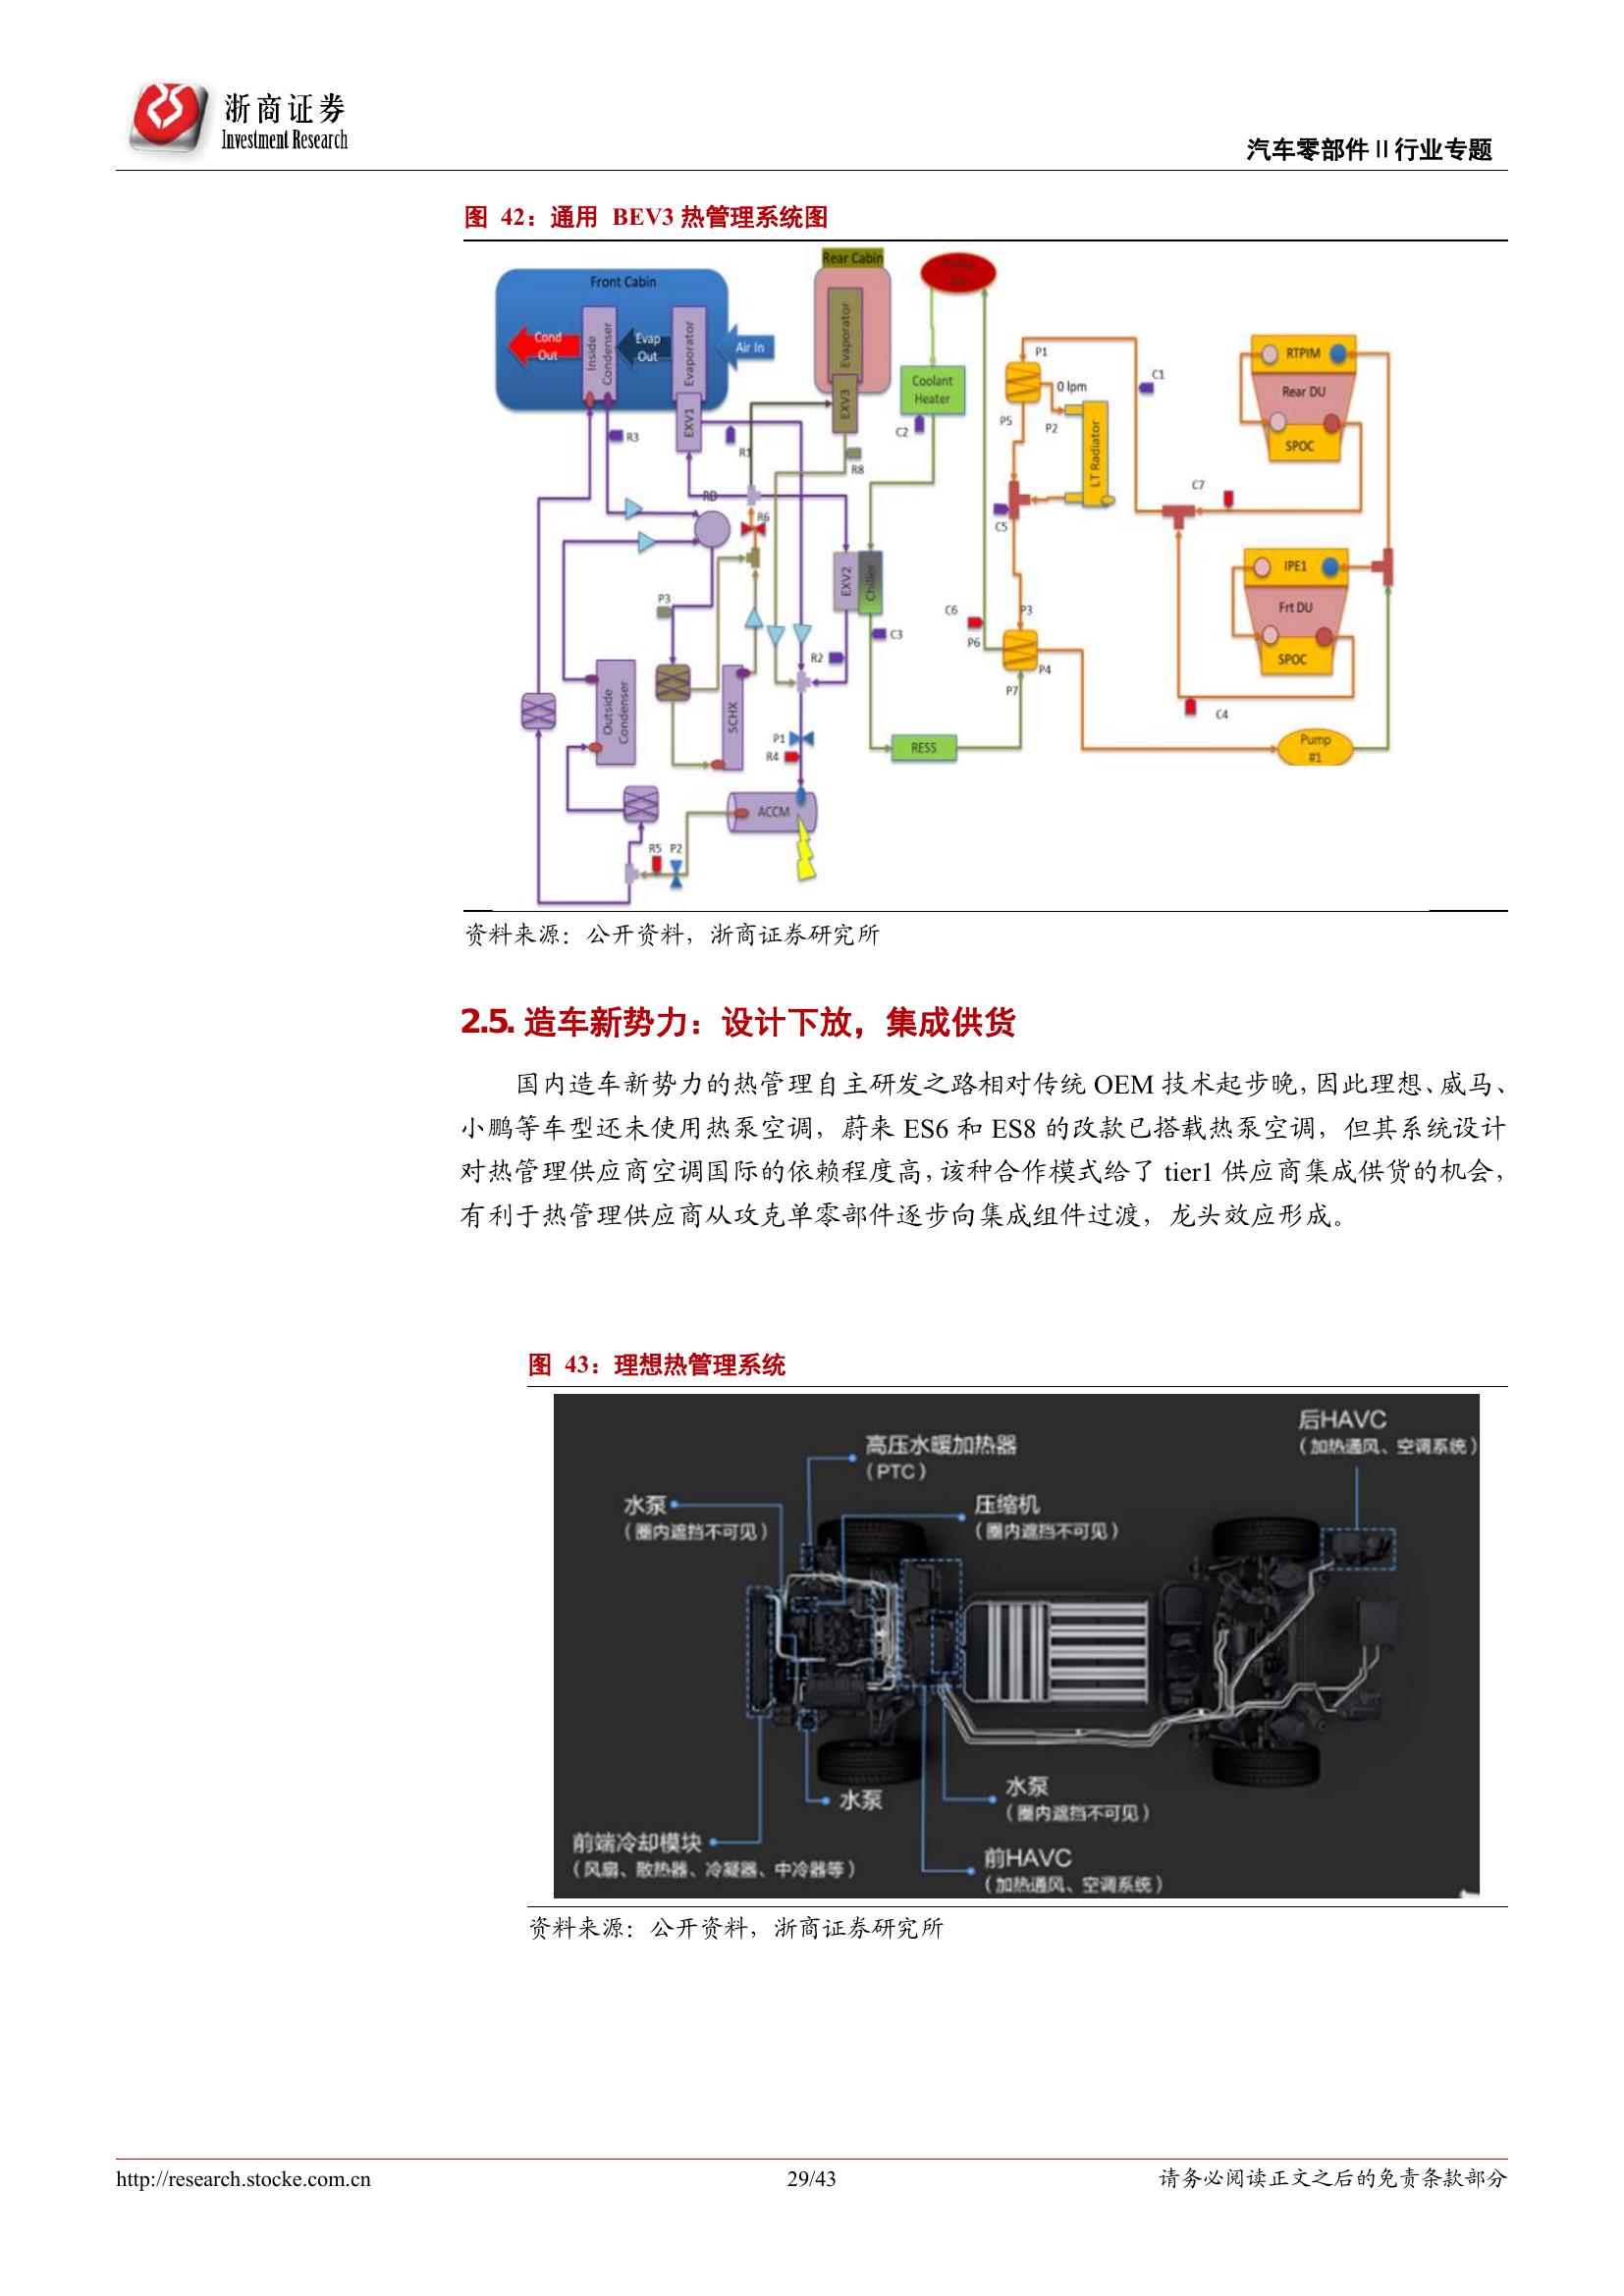 浙商证券
Investment Research
汽车零部件Ⅱ行业专题
图 42：通用 BEV3 热管理系统图
Front Cabin
Rear Cabin
Cond
Out
Inside
Condenser
Evap
Out
Evaporator
Air In
Evaporator
EXV1
EXV3
R3
R1
R8
RD
R6
Coolant
Heater
C2
P1
0 lpm
P5
P2
LT Radiator
C5
C1
RTPIM
Rear DU
SPOC
C7
IPE1
Frt DU
SPOC
C4
EXV2
Chiller
C3
C6
P6
P3
P4
P7
P3
R2
Outside
Condenser
SCHX
P1
R4
RESS
Pump
#1
ACCM
R5
P2
资料来源：公开资料，浙商证券研究所
2.5. 造车新势力：设计下放，集成供货
国内造车新势力的热管理自主研发之路相对传统 OEM 技术起步晚，因此理想、威马、
小鹏等车型还未使用热泵空调，蔚来 ES6 和 ES8 的改款已搭载热泵空调，但其系统设计
对热管理供应商空调国际的依赖程度高，该种合作模式给了 tier1 供应商集成供货的机会，
有利于热管理供应商从攻克单零部件逐步向集成组件过渡，龙头效应形成。
图 43：理想热管理系统
后HAVC
（加热通风、空调系统）
高压水暖加热器
（PTC）
水泵
（圈内遮挡不可见）
压缩机
（圈内遮挡不可见）
水泵
水泵
（圈内遮挡不可见）
前端冷却模块
（风扇、散热器、冷凝器、中冷器等）
前HAVC
（加热通风、空调系统）
资料来源：公开资料，浙商证券研究所
http://research.stocke.com.cn
29/43
请务必阅读正文之后的免责条款部分